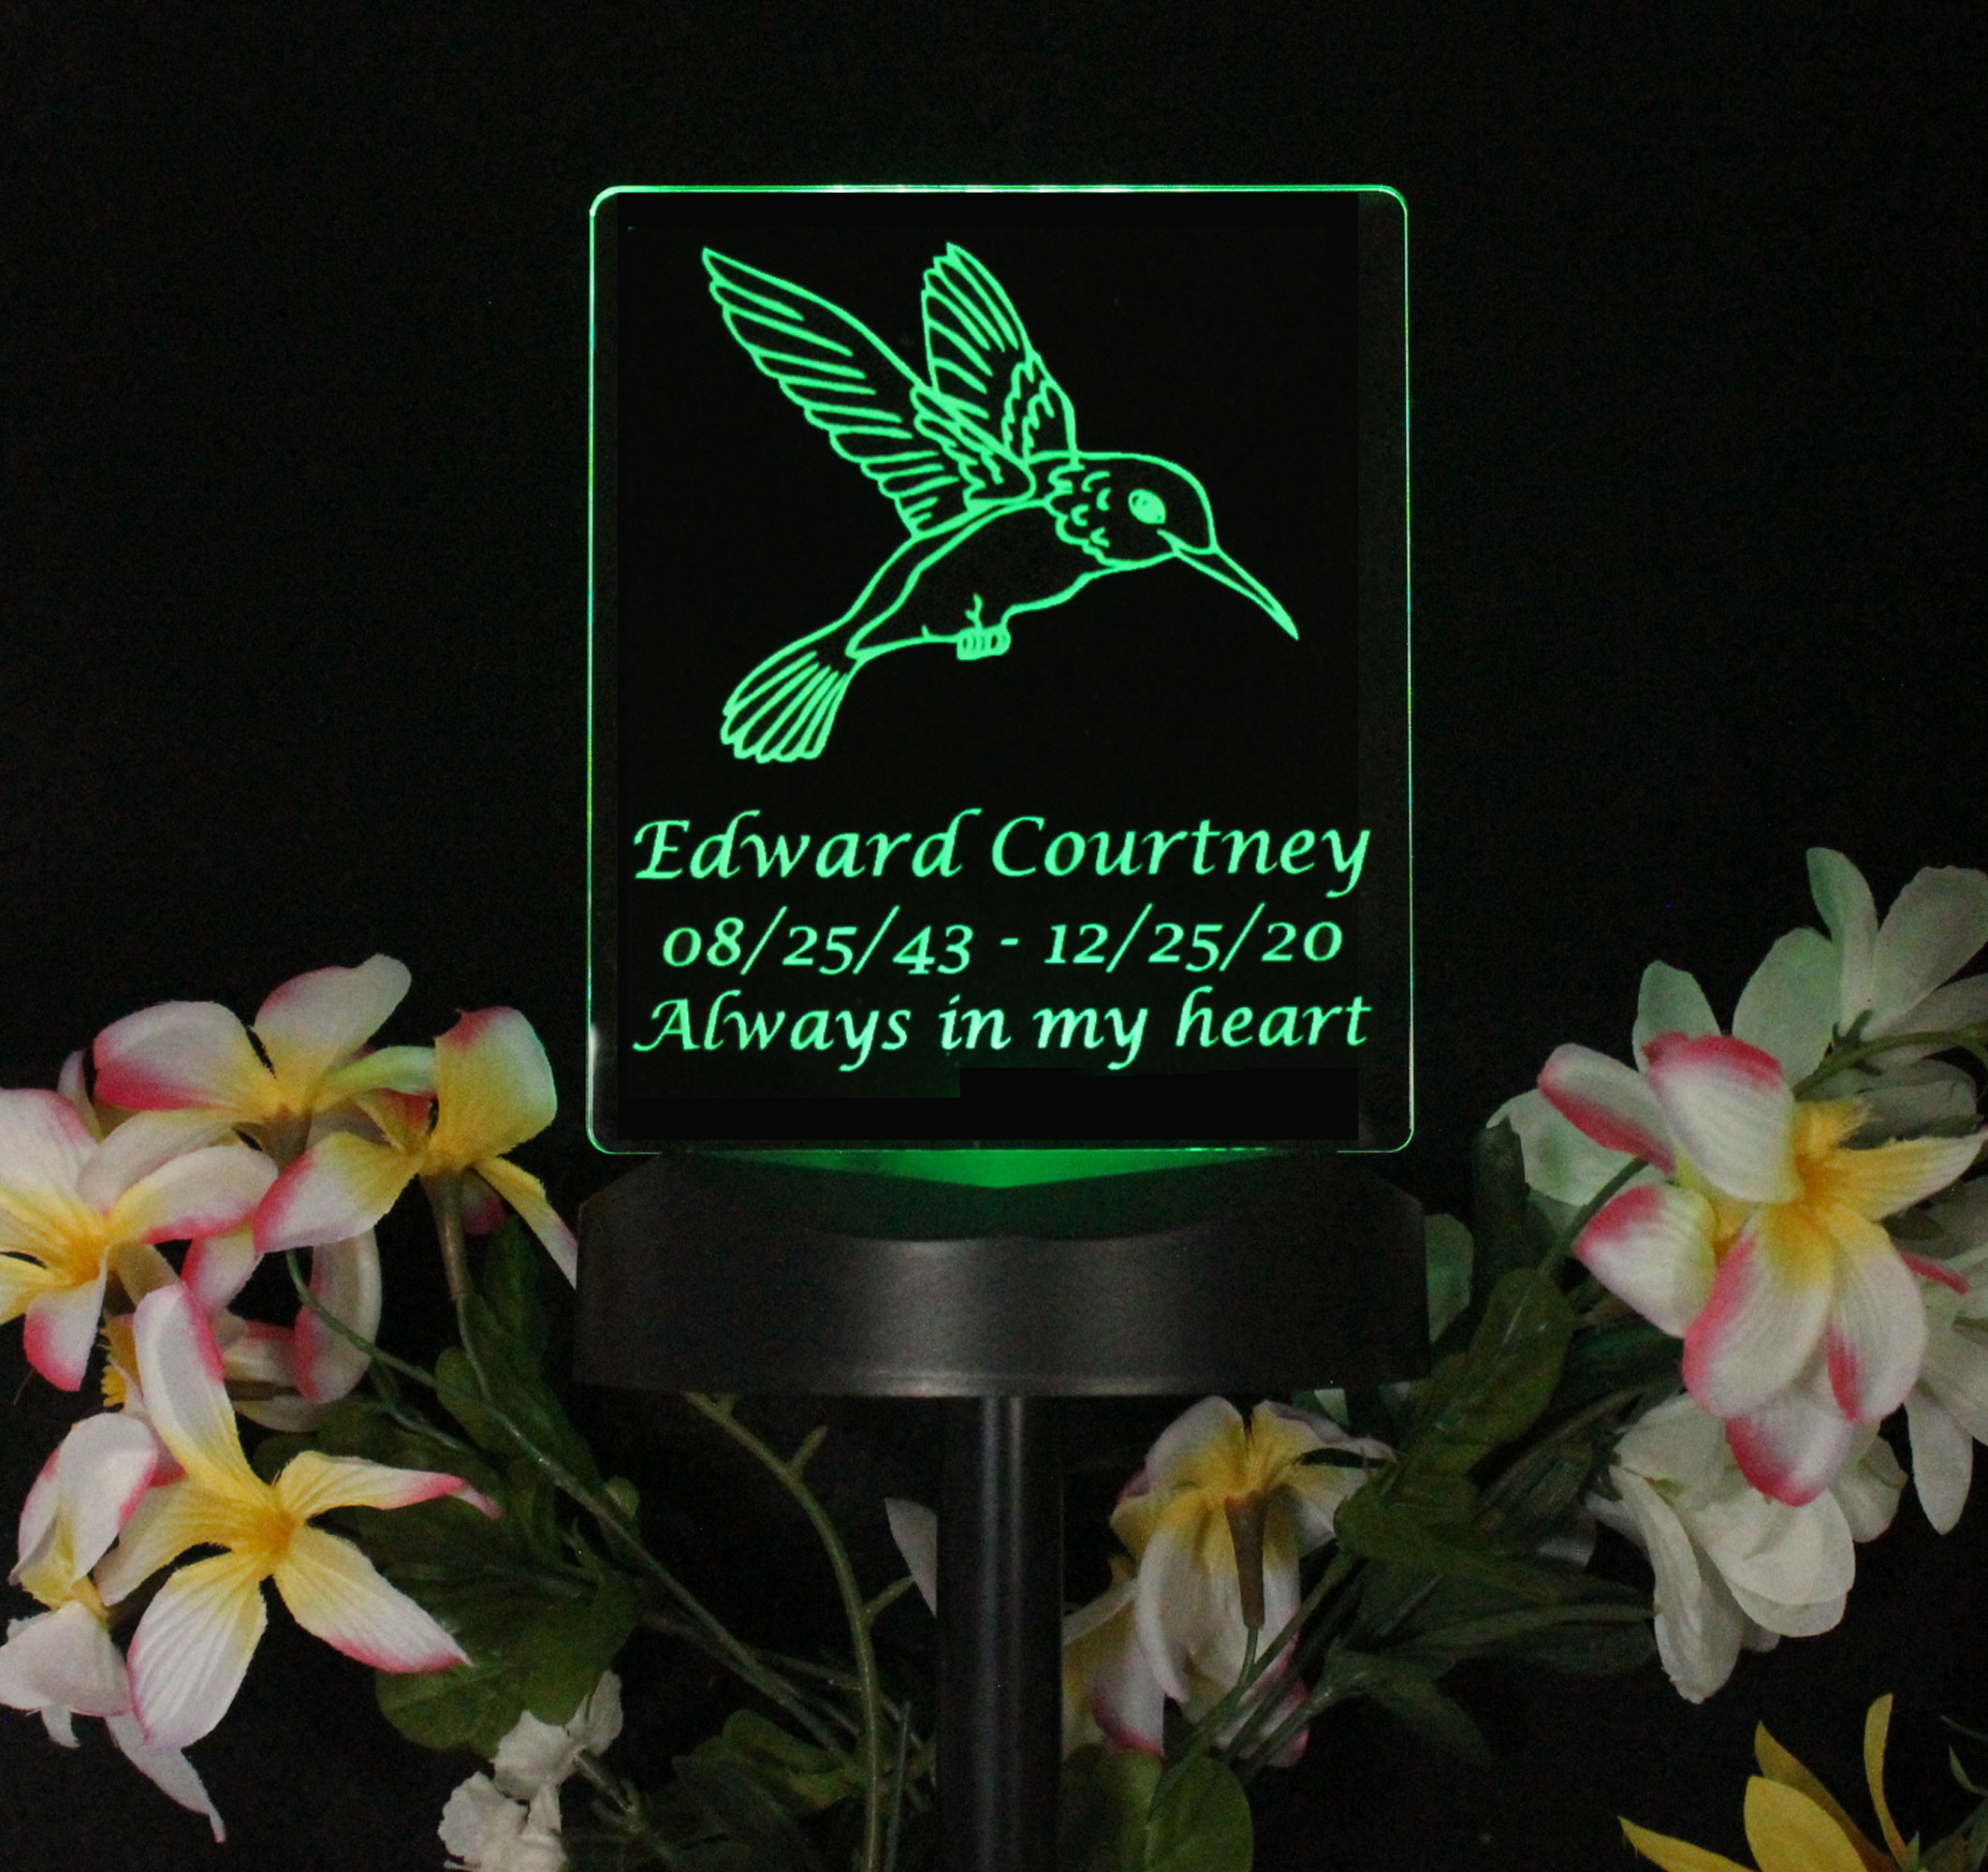 Edward Courtney
08/25/43 - 12/25/20
Always in my heart